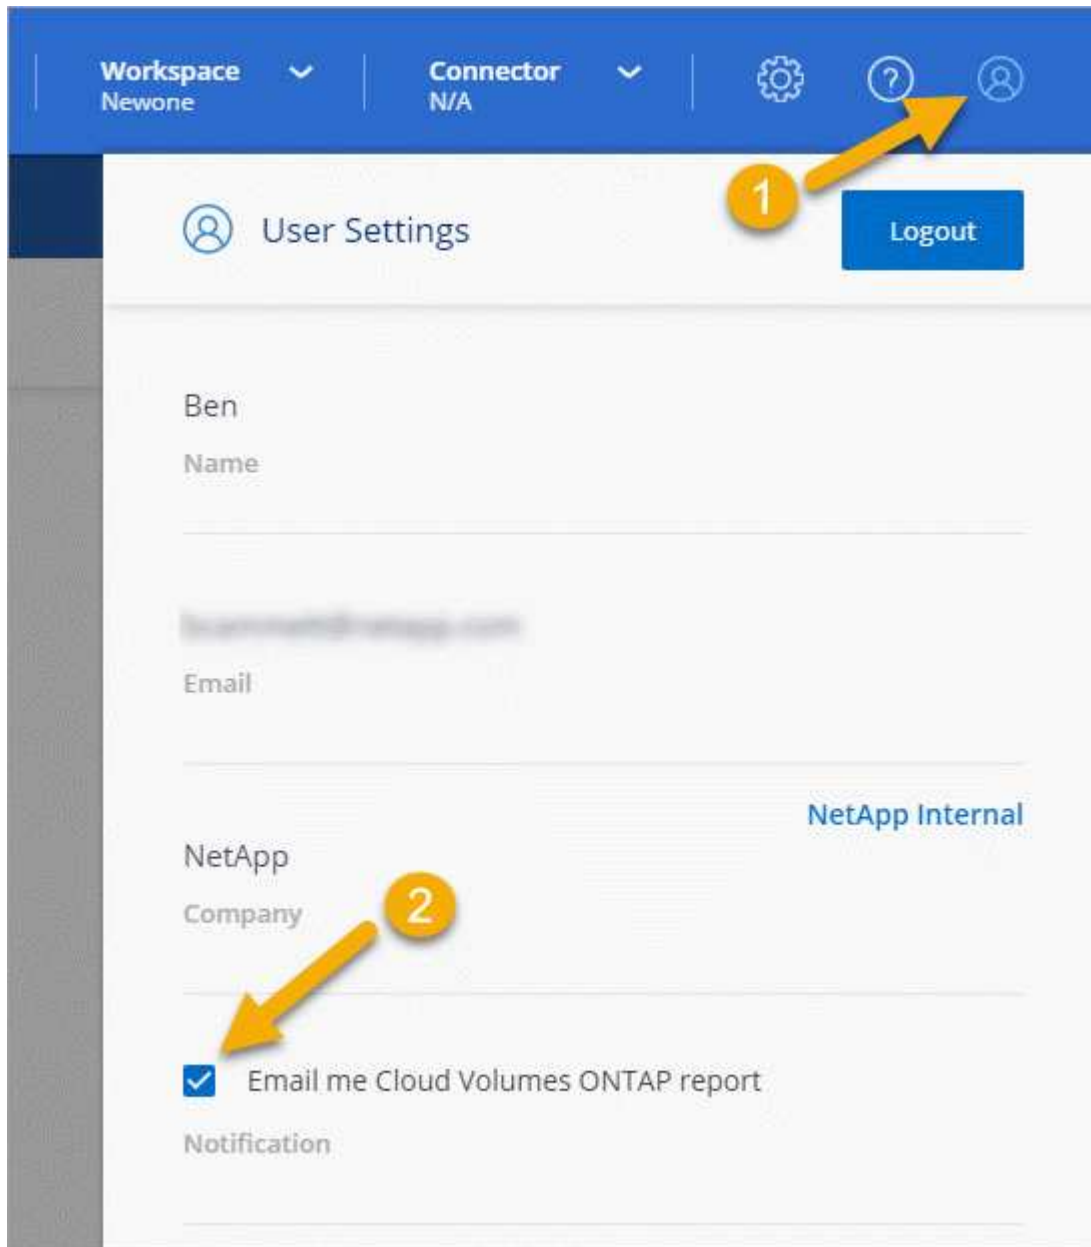 Workspace
Newone
Connector
N/A
?
1
User Settings
Logout
Ben
Name
Email
NetApp Internal
NetApp
Company
2
Email me Cloud Volumes ONTAP report
Notification